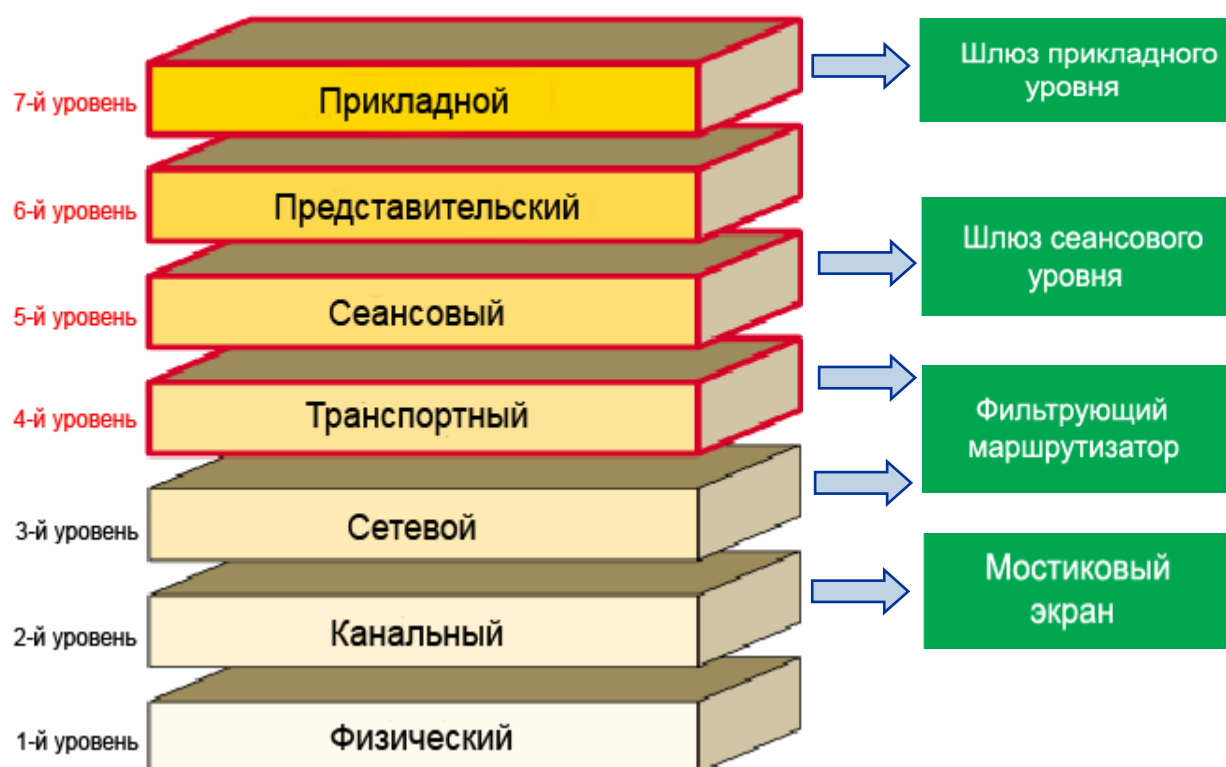 7-й уровень
Прикладной
Шлюз прикладного
уровня
6-й уровень
Представительский
5-й уровень
Сеансовый
Шлюз сеансового
уровня
4-й уровень
Транспортный
Фильтрующий
маршрутизатор
3-й уровень
Сетевой
2-й уровень
Канальный
Мостиковый
экран
1-й уровень
Физический